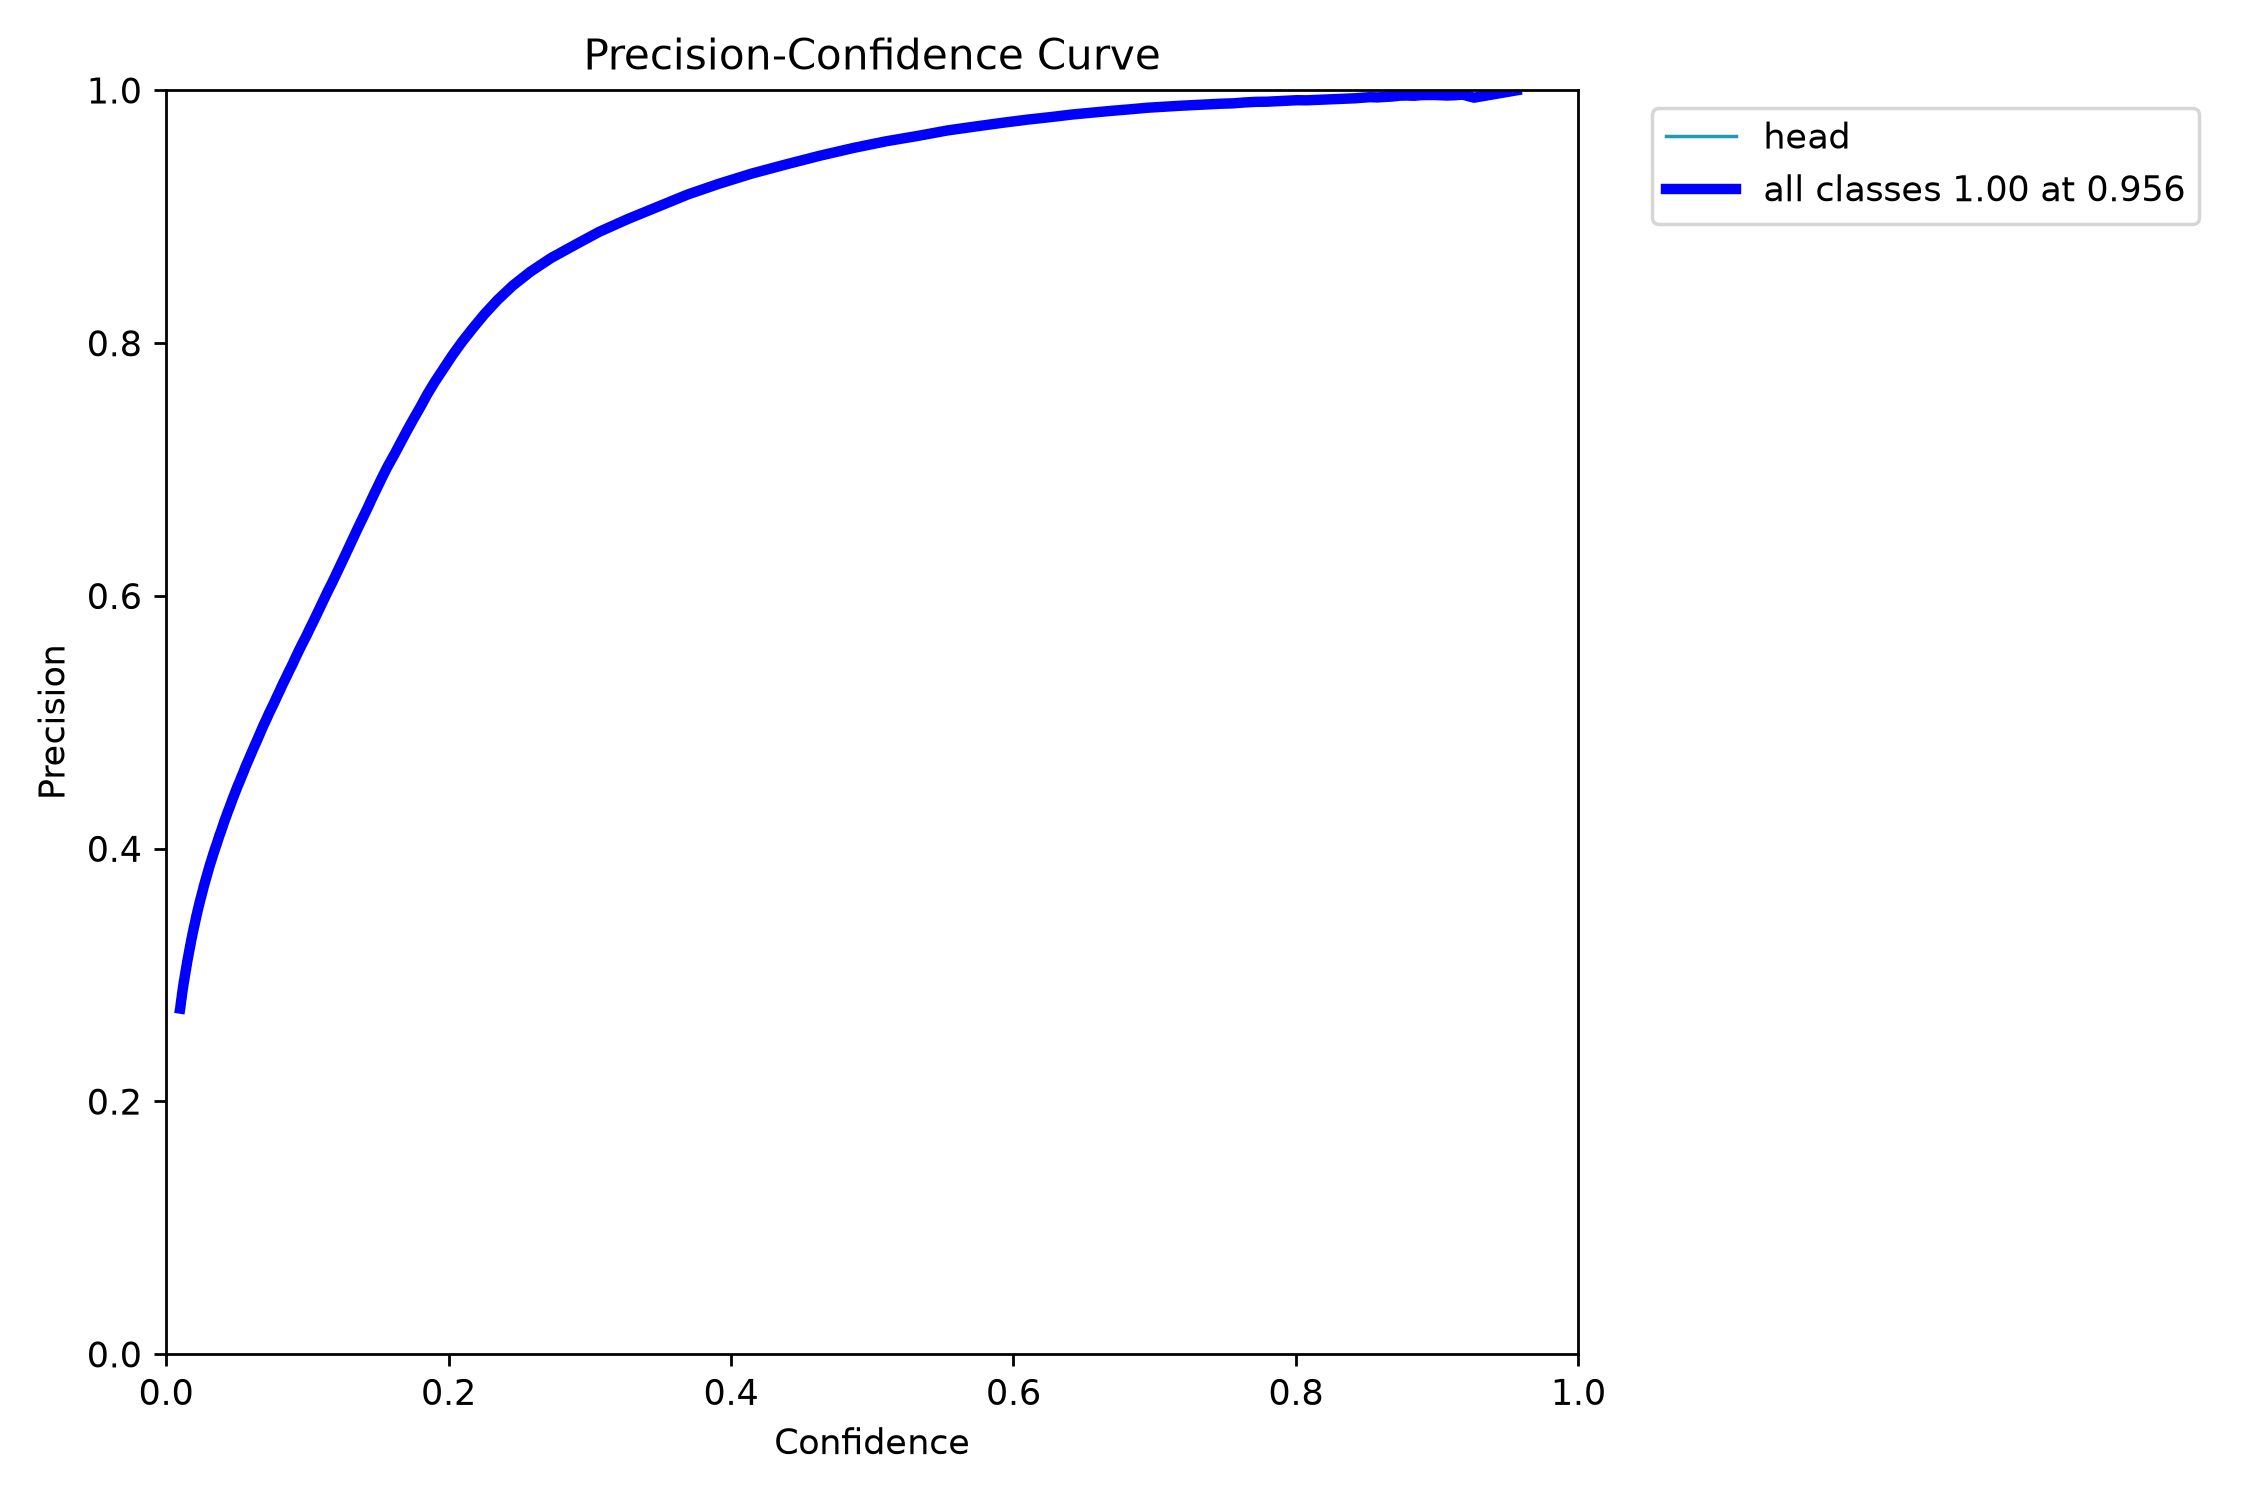 Precision-Confidence Curve
1.0
0.8
0.6
0.4
0.2
0.0
Precision
0.0 0.2 0.4 0.6 0.8 1.0
Confidence
head
all classes 1.00 at 0.956